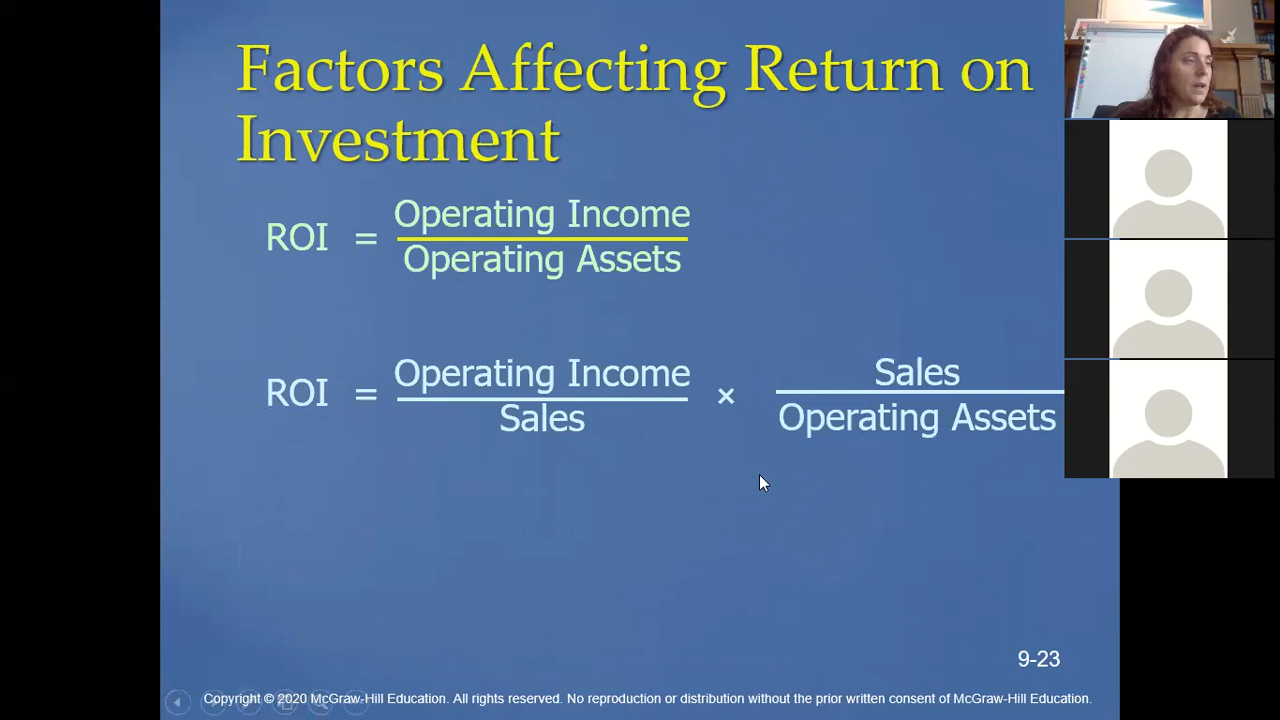 Factors Affecting Return on
Investment
ROI = Operating Income
Operating Assets
ROI = Operating Income × Sales
Sales Operating Assets
9-23
Copyright © 2020 McGraw-Hill Education. All rights reserved. No reproduction or distribution without the prior written consent of McGraw-Hill Education.